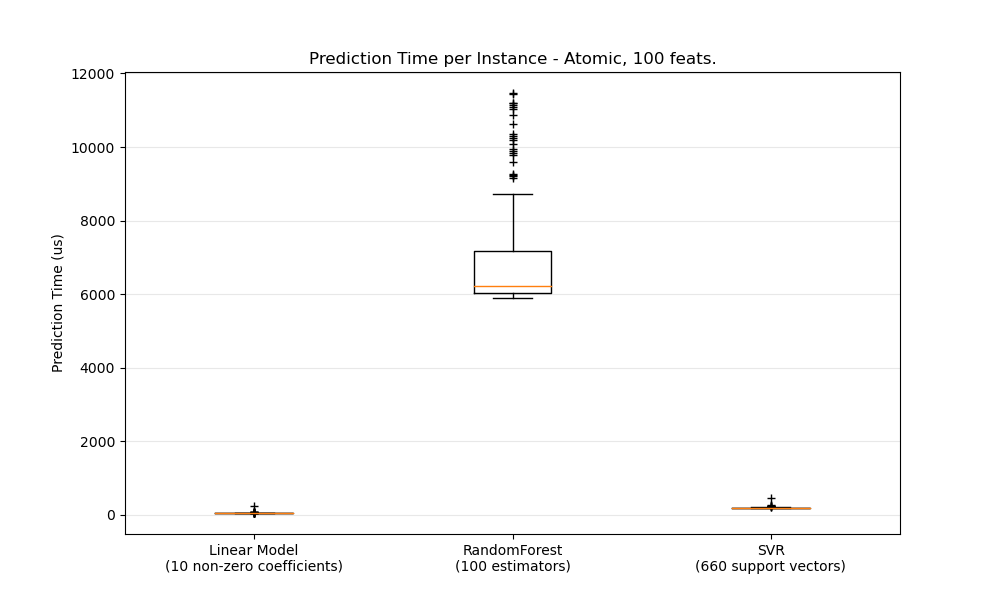 Prediction Time per Instance - Atomic, 100 feats.
Prediction Time (us)
12000
10000
8000
6000
4000
2000
0
Linear Model
(10 non-zero coefficients)
RandomForest
(100 estimators)
SVR
(660 support vectors)